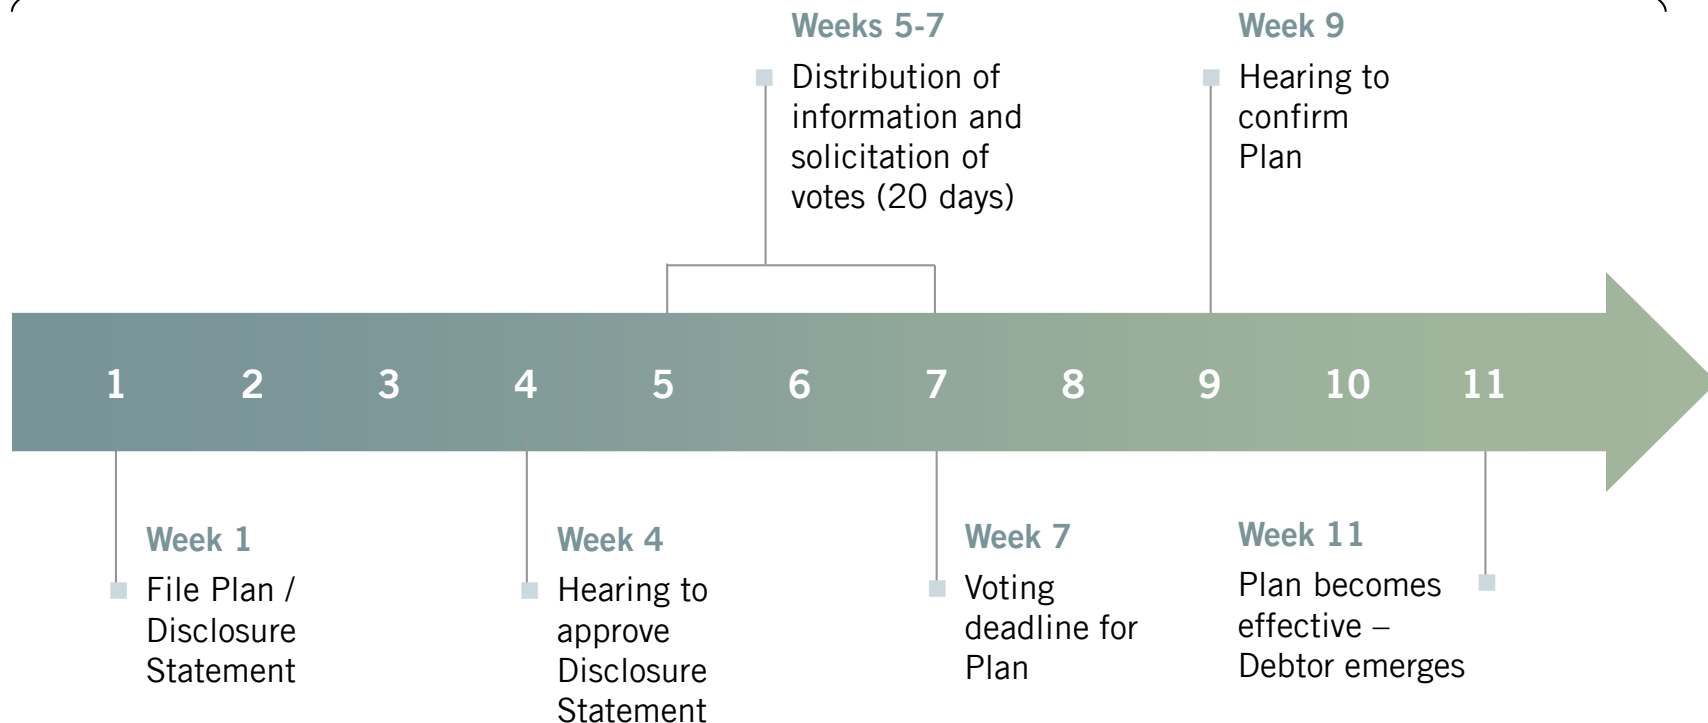 Weeks 5-7
Distribution of
information and
solicitation of
votes (20 days)
Week 9
Hearing to
confirm
Plan
1 2 3 4 5 6 7 8 9 10 11
Week 1
File Plan /
Disclosure
Statement
Week 4
Hearing to
approve
Disclosure
Statement
Week 7
Voting
deadline for
Plan
Week 11
Plan becomes
effective –
Debtor emerges